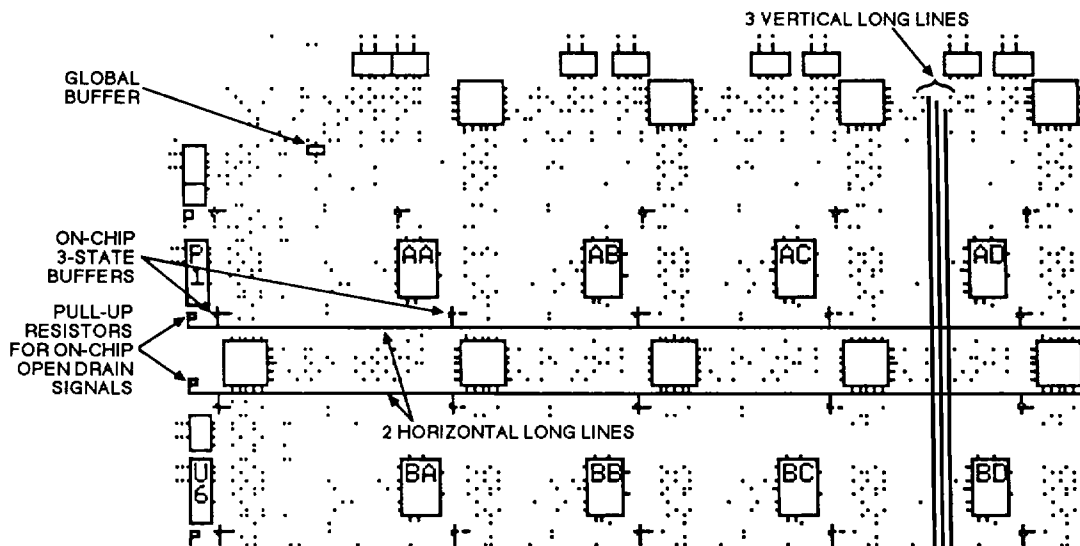 3 VERTICAL LONG LINES
GLOBAL
BUFFER
ON-CHIP
3-STATE
BUFFERS
P
1
AA
AB
AC
AD
PULL-UP
RESISTORS
FOR ON-CHIP
OPEN DRAIN
SIGNALS
2 HORIZONTAL LONG LINES
U
6
BA
BB
BC
BD